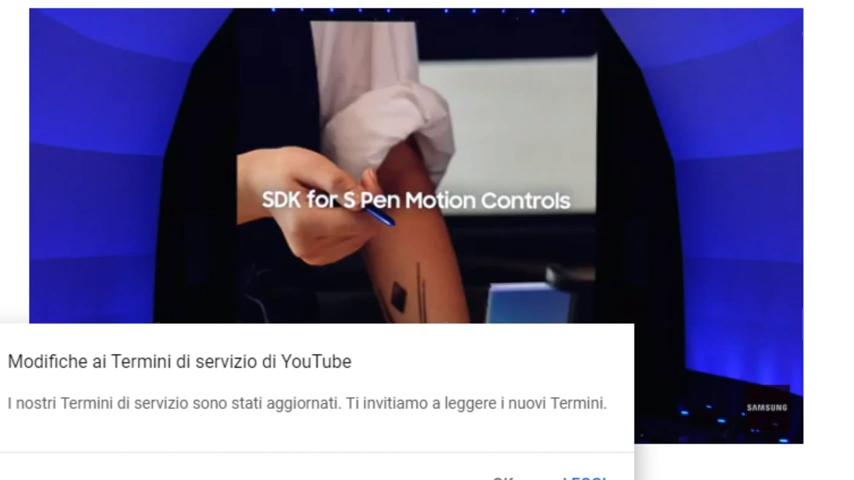 SDK for S Pen Motion Controls
SAMSUNG
Modifiche ai Termini di servizio di YouTube
I nostri Termini di servizio sono stati aggiornati. Ti invitiamo a leggere i nuovi Termini.